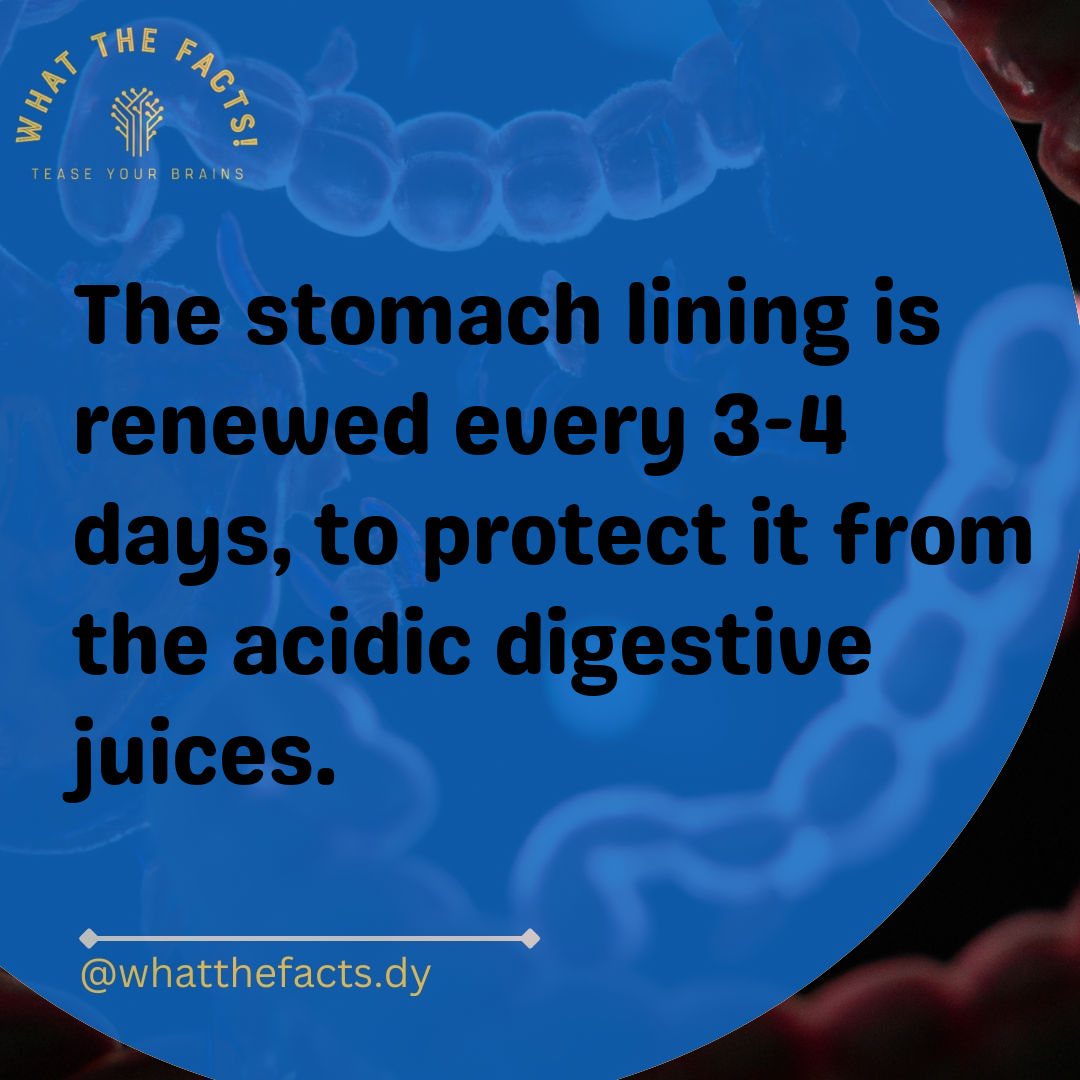 WHAT THE FACTS!
TEASE YOUR BRAINS
The stomach lining is
renewed every 3-4
days, to protect it from
the acidic digestive
juices.
@whatthefacts.dy